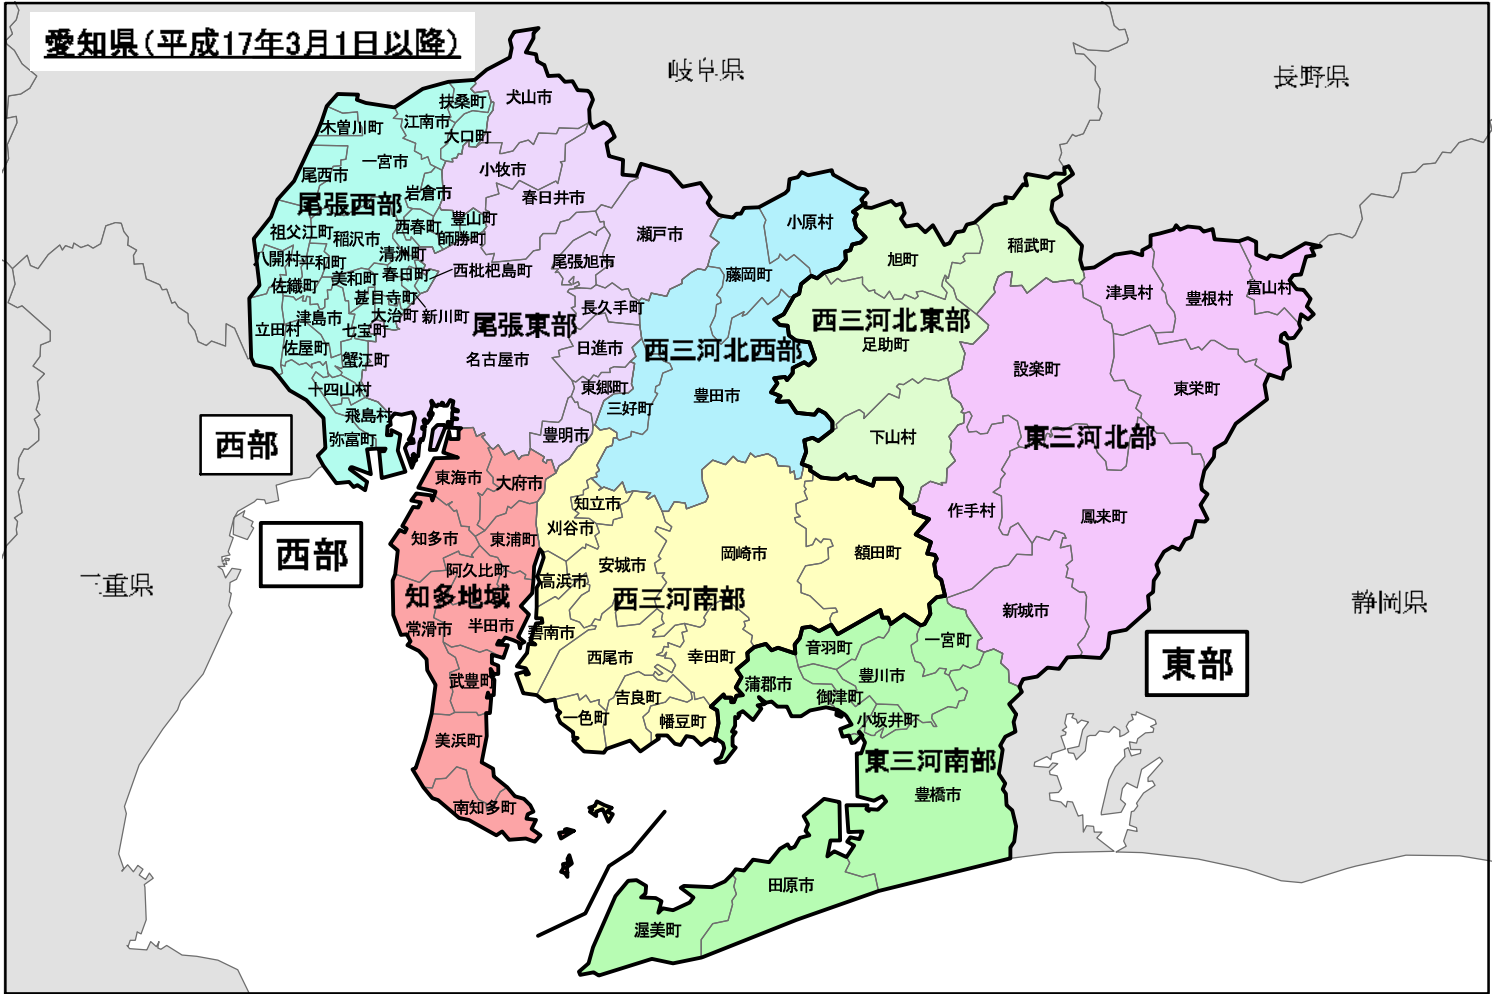 愛知県(平成17年3月1日以降)
岐阜県
長野県
扶桑町
犬山市
木曽川町
江南市
大口町
一宮市
小牧市
尾西市
岩倉市
春日井市
尾張西部
豊山町
小原村
西春町
祖父江町
稲沢市
師勝町
瀬戸市
稲武町
八開村
平和町
清洲町
西枇杷島町
尾張旭市
旭町
美和町
春日町
藤岡町
佐織町
甚目寺町
津具村
豊根村
富山村
津島市
大治町
新川町
長久手町
立田村
七宝町
尾張東部
西三河北東部
佐屋町
日進市
西三河北西部
足助町
蟹江町
名古屋市
設楽町
十四山村
東郷町
豊田市
東栄町
飛島村
三好町
弥富町
豊明市
下山村
東三河北部
西部
東海市
大府市
知立市
作手村
鳳来町
刈谷市
知多市
東浦町
西部
岡崎市
額田町
安城市
阿久比町
高浜市
三重県
知多地域
西三河南部
静岡県
新城市
常滑市
半田市
碧南市
音羽町
一宮町
西尾市
幸田町
東部
武豊町
蒲郡市
豊川市
吉良町
御津町
一色町
幡豆町
小坂井町
美浜町
東三河南部
豊橋市
南知多町
田原市
渥美町